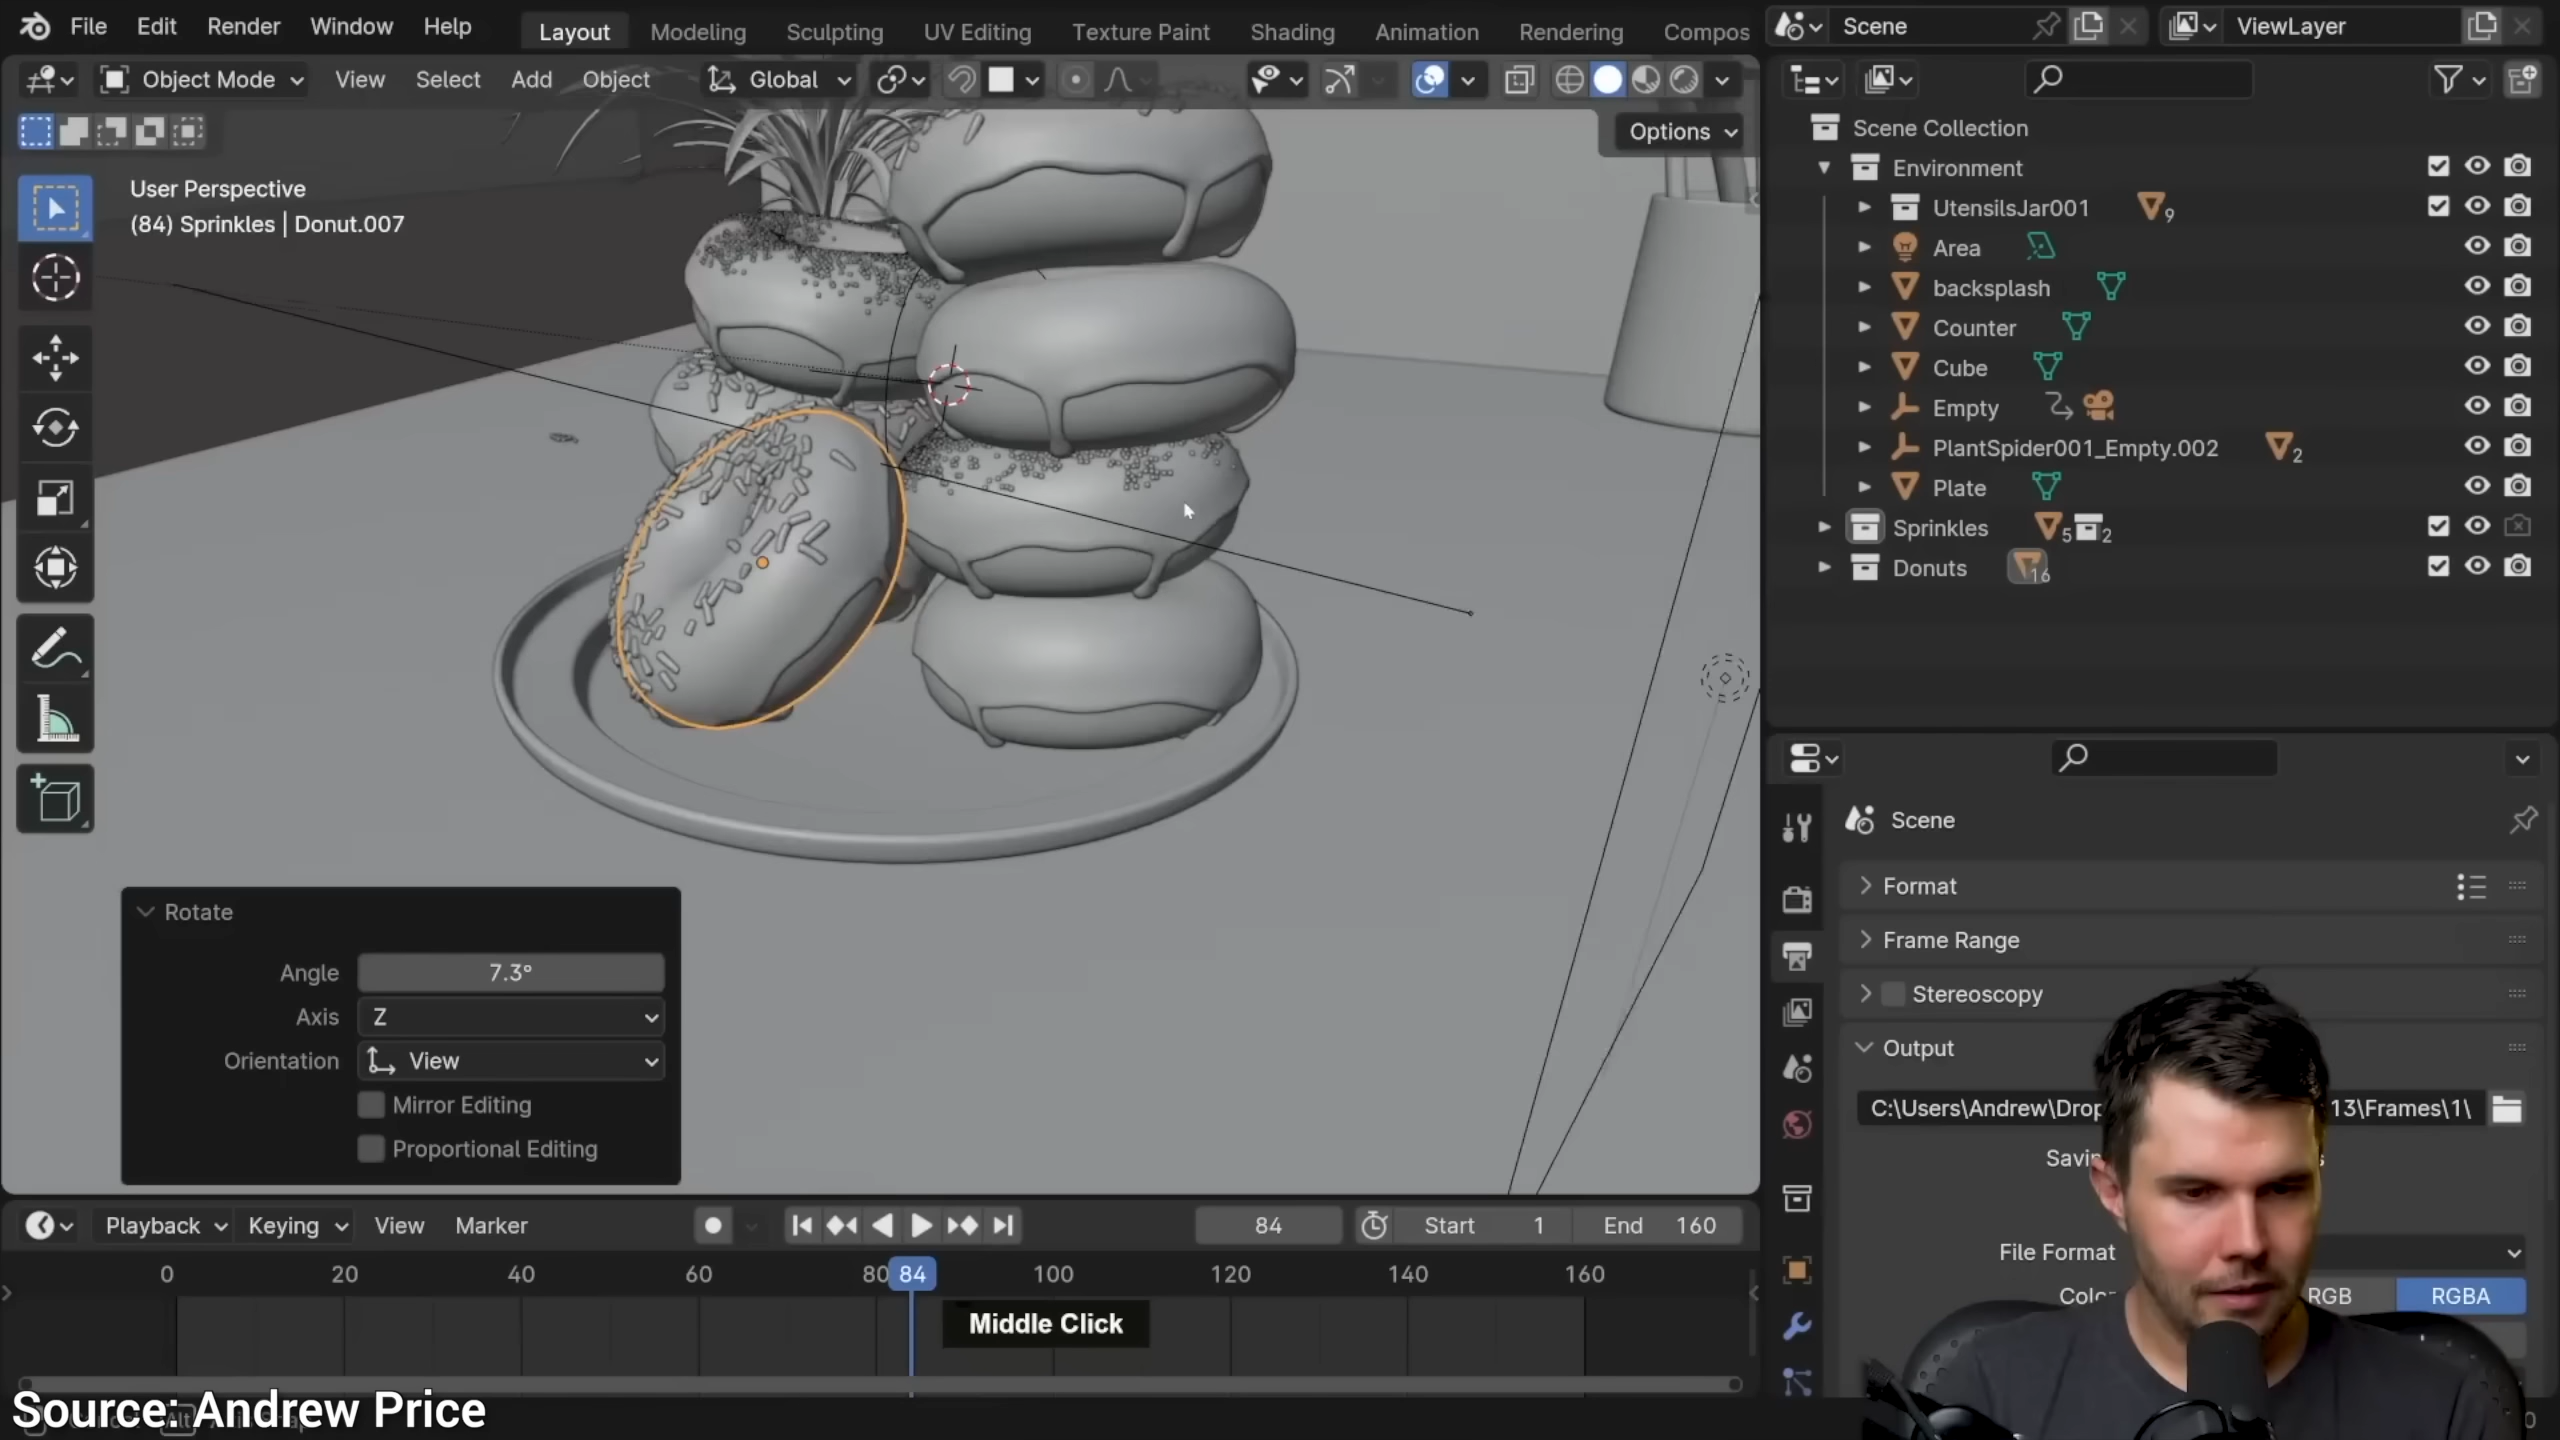 File Edit Render Window Help Layout Modeling Sculpting UV Editing Texture Paint Shading Animation Rendering Compos
Scene ViewLayer
Object Mode View Select Add Object Global
Options
User Perspective
(84) Sprinkles | Donut.007
Scene Collection
Environment
UtensilsJar001 9
Area
backsplash
Counter
Cube
Empty
PlantSpider001_Empty.002 2
Plate
Sprinkles 5 2
Donuts 16
Scene
Format
Frame Range
Stereoscopy
Output
C:\Users\Andrew\Drop 13\Frames\1\
File Format
RGB RGBA
Rotate
Angle 7.3°
Axis Z
Orientation View
Mirror Editing
Proportional Editing
Playback Keying View Marker 84 Start 1 End 160
0 20 40 60 80 84 100 120 140 160
Middle Click
Source: Andrew Price